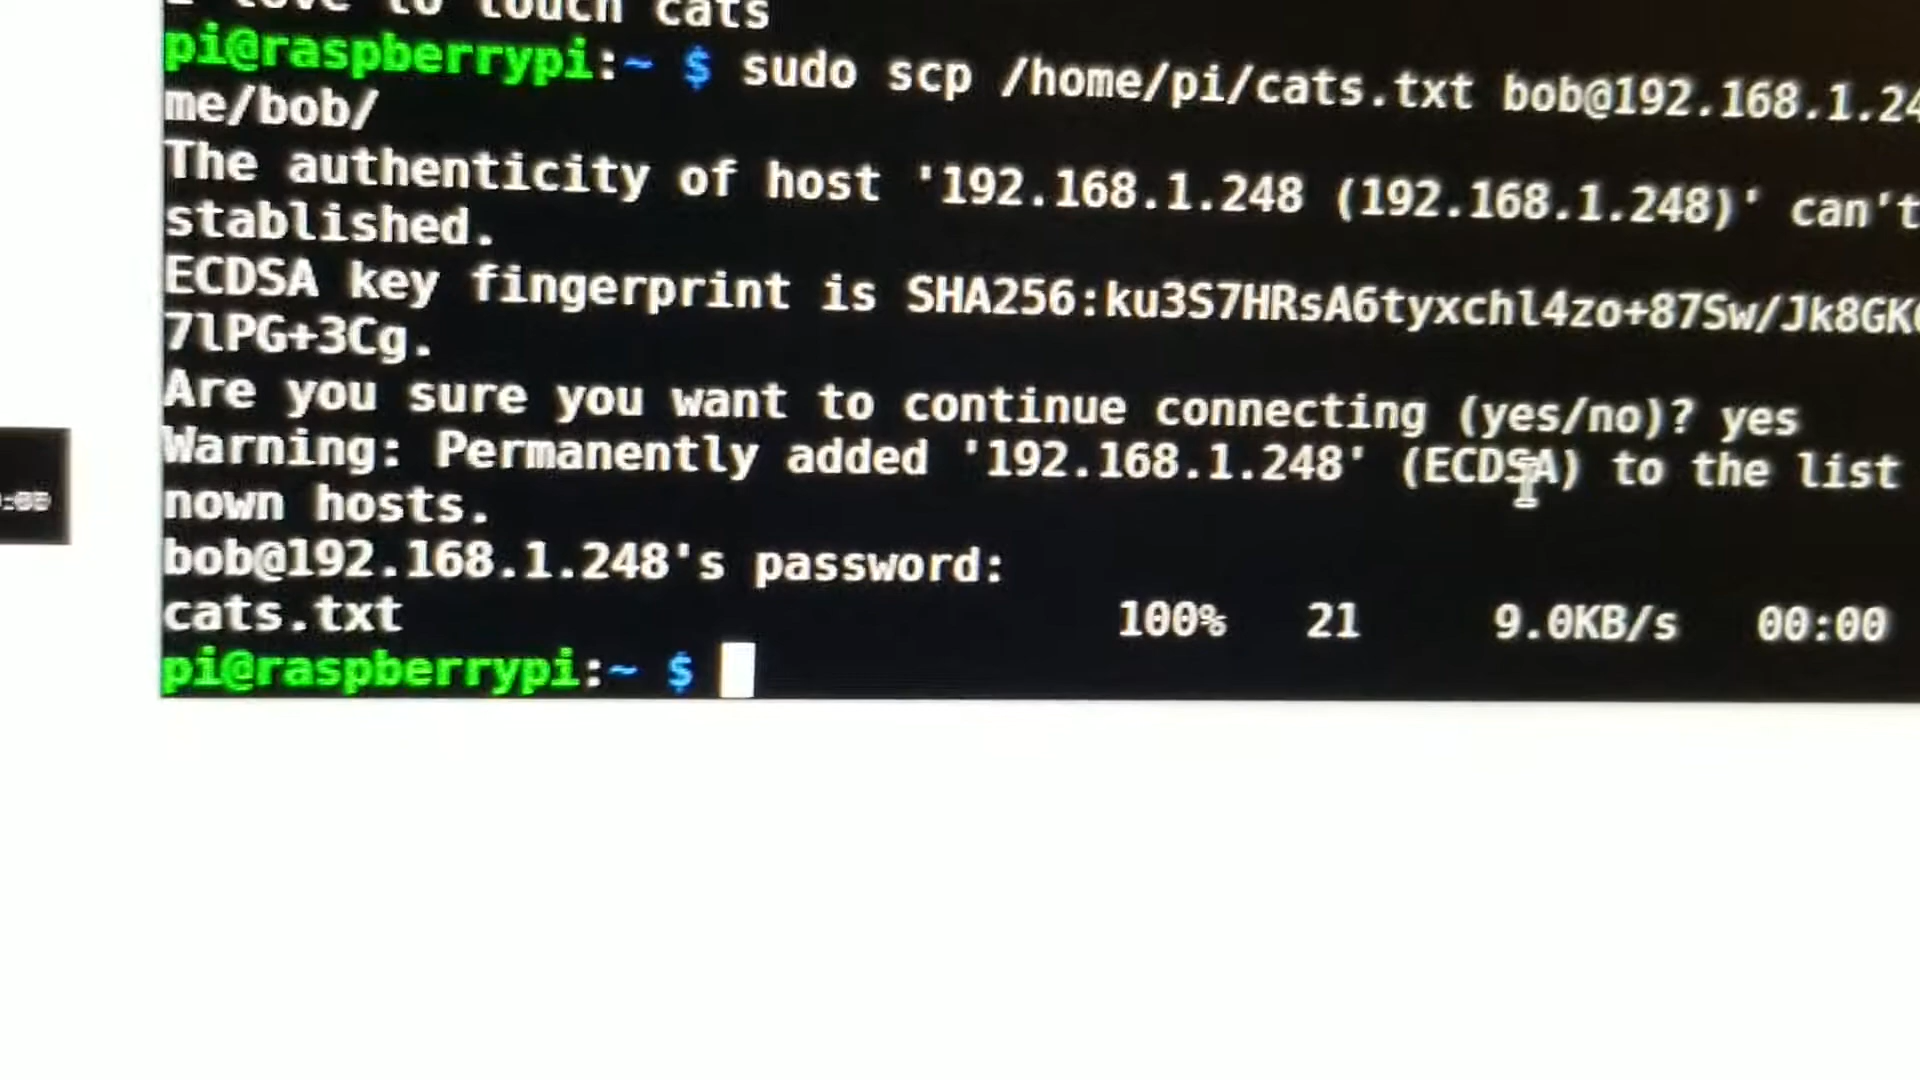 love to touch cats
pi@raspberrypi:~ $ sudo scp /home/pi/cats.txt bob@192.168.1.24
me/bob/
The authenticity of host '192.168.1.248 (192.168.1.248)' can't
stablished.
ECDSA key fingerprint is SHA256:ku3S7HRsA6tyxchl4zo+87Sw/Jk8GK
7lPG+3Cg.
Are you sure you want to continue connecting (yes/no)? yes
Warning: Permanently added '192.168.1.248' (ECDSA) to the list
nown hosts.
bob@192.168.1.248's password:
cats.txt 100% 21 9.0KB/s 00:00
pi@raspberrypi:~ $